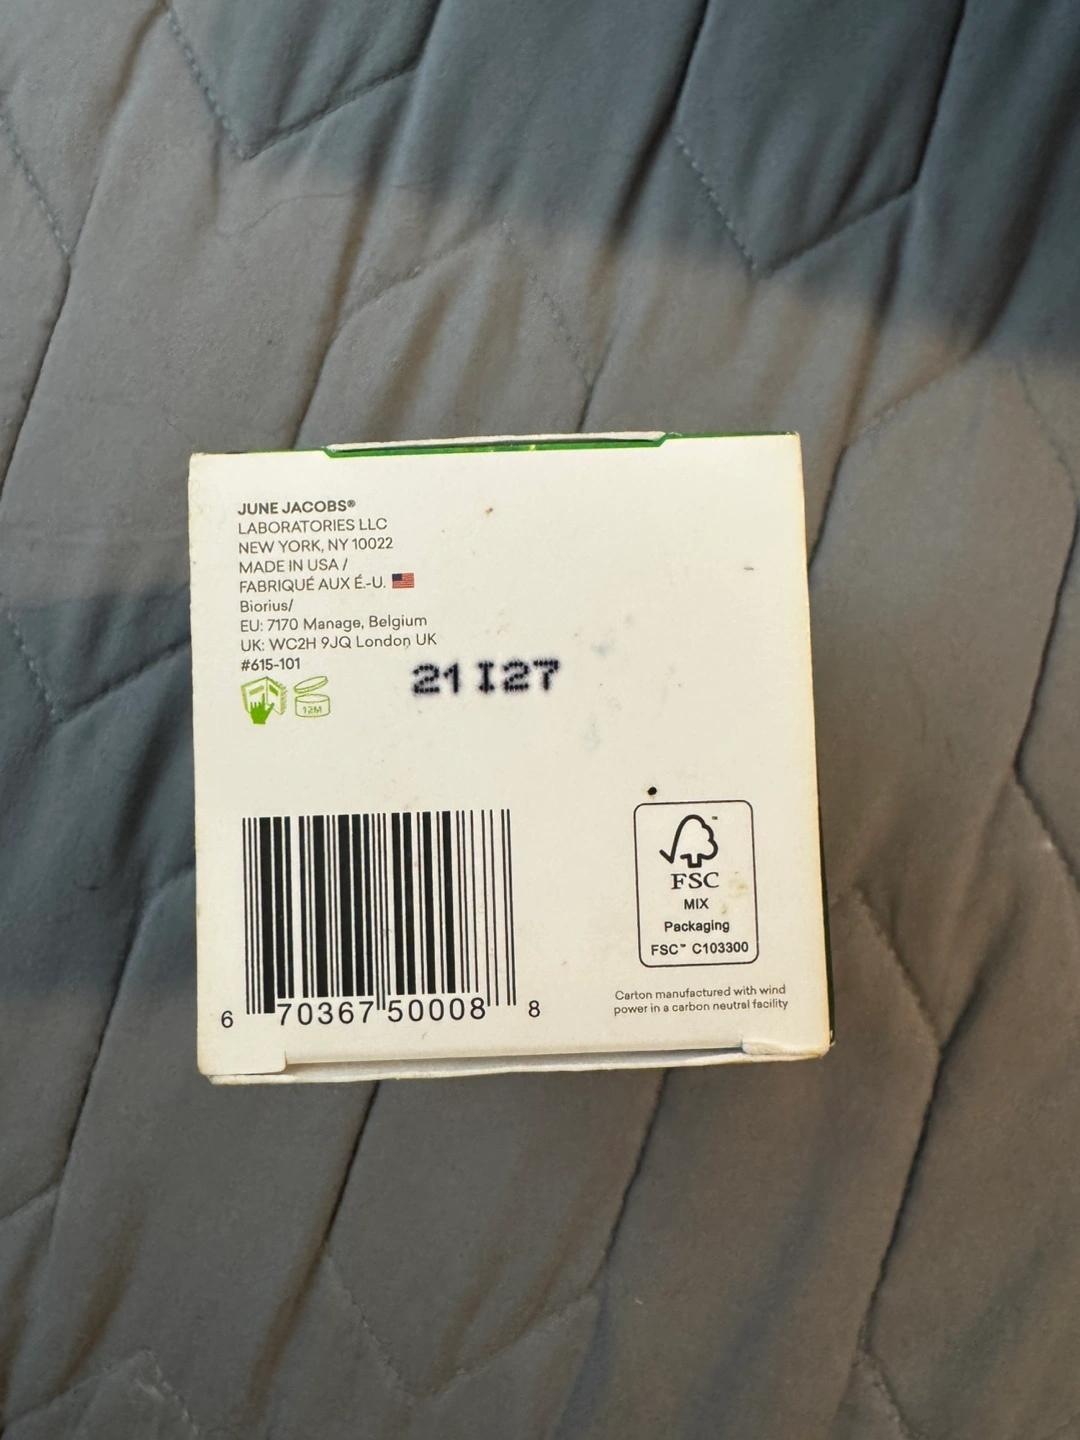 JUNE JACOBS®
LABORATORIES LLC
NEW YORK, NY 10022
MADE IN USA /
FABRIQUÉ AUX É.-U.
Biorius/
EU: 7170 Manage, Belgium
UK: WC2H 9JQ London UK
#615-101
21I27
12M
FSC™
MIX
Packaging
FSC™ C103300
6 70367 50008 8
Carton manufactured with wind
power in a carbon neutral facility